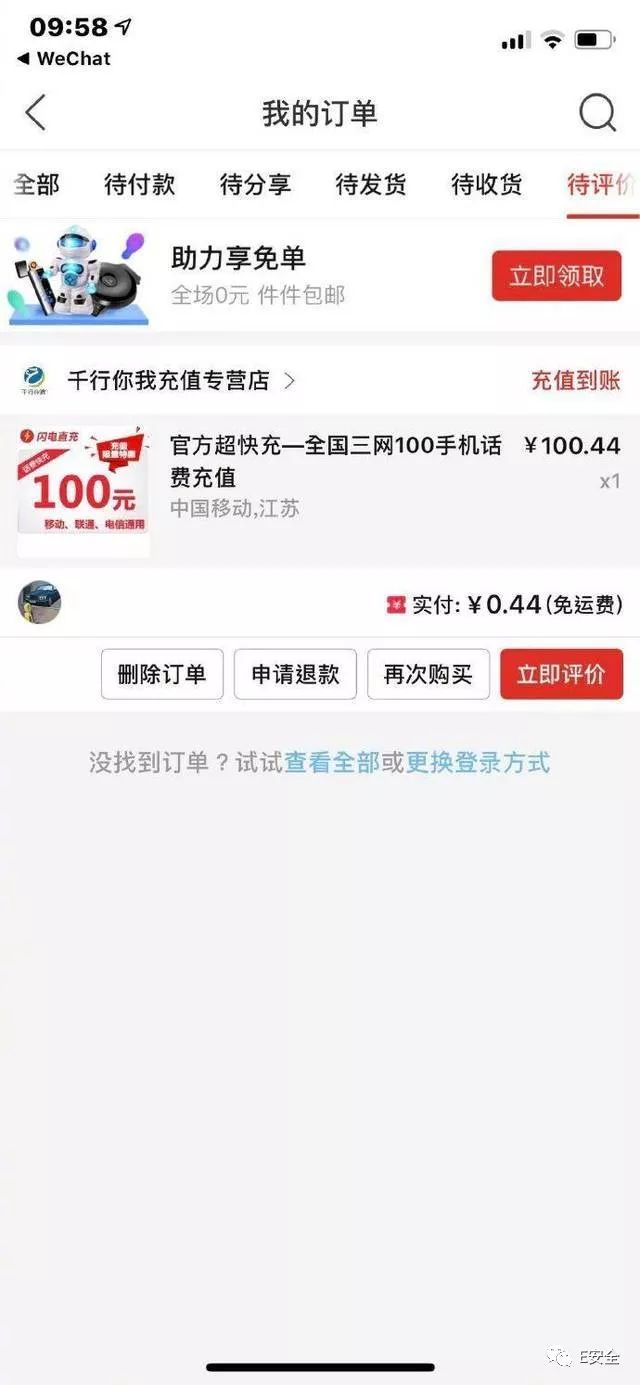 09:58
WeChat
我的订单
全部 待付款 待分享 待发货 待收货 待评价
助力享免单
全场0元 件件包邮
立即领取
千行你我
千行你我充值专营店
充值到账
闪电直充
话费快充
充值
限量特惠
100元
移动、联通、电信通用
官方超快充—全国三网100手机话
费充值
¥100.44
x1
中国移动,江苏
实付:¥0.44(免运费)
删除订单 申请退款 再次购买 立即评价
没找到订单?试试查看全部或更换登录方式
E安全